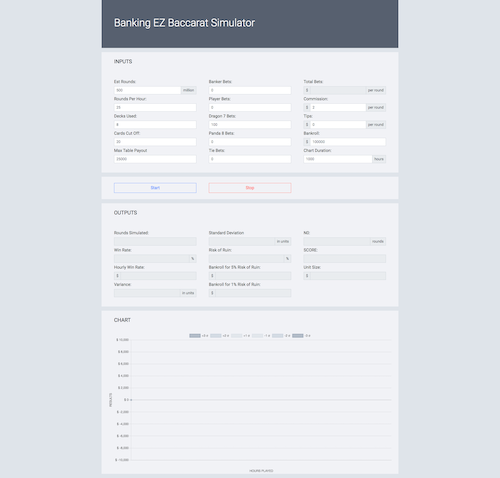 Banking EZ Baccarat Simulator
INPUTS
Est Rounds: Banker Bets: Total Bets:
500 million 0 $ per round
Rounds Per Hour: Player Bets: Commission:
25 0 $ 0 per round
Decks Used: Dragon 7 Bets: Tips:
8 100 $ 0 per round
Cards Cut Off: Panda 8 Bets: Bankroll:
30 0 $ 100000
Max Table Payout Tie Bets: Chart Duration:
25000 0 1000 hours
Start Stop
OUTPUTS
Rounds Simulated: Standard Deviation: N0:
in units rounds
Win Rate: Risk of Ruin: SCORE:
% %
Hourly Win Rate: Bankroll for 5% Risk of Ruin: Unit Size:
$ $ $
Variance: Bankroll for 1% Risk of Ruin:
in units $
CHART
$ 10,000
$ 8,000
$ 6,000
$ 4,000
$ 2,000
$ 0
$ -2,000
$ -4,000
$ -6,000
$ -8,000
$ -10,000
RESULTS
HOURS PLAYED